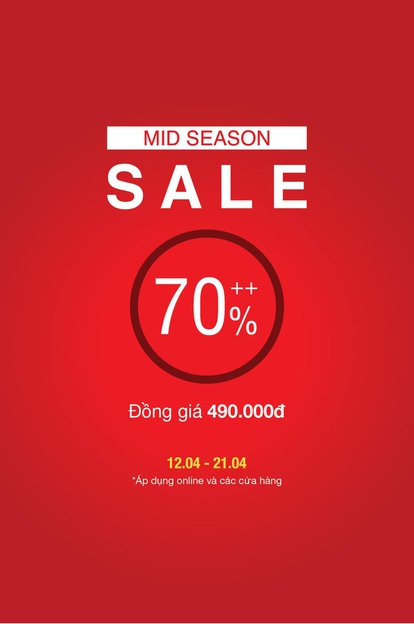 MID SEASON
SALE
70++%
Đồng giá 490.000đ
12.04 - 21.04
*Áp dụng online và các cửa hàng